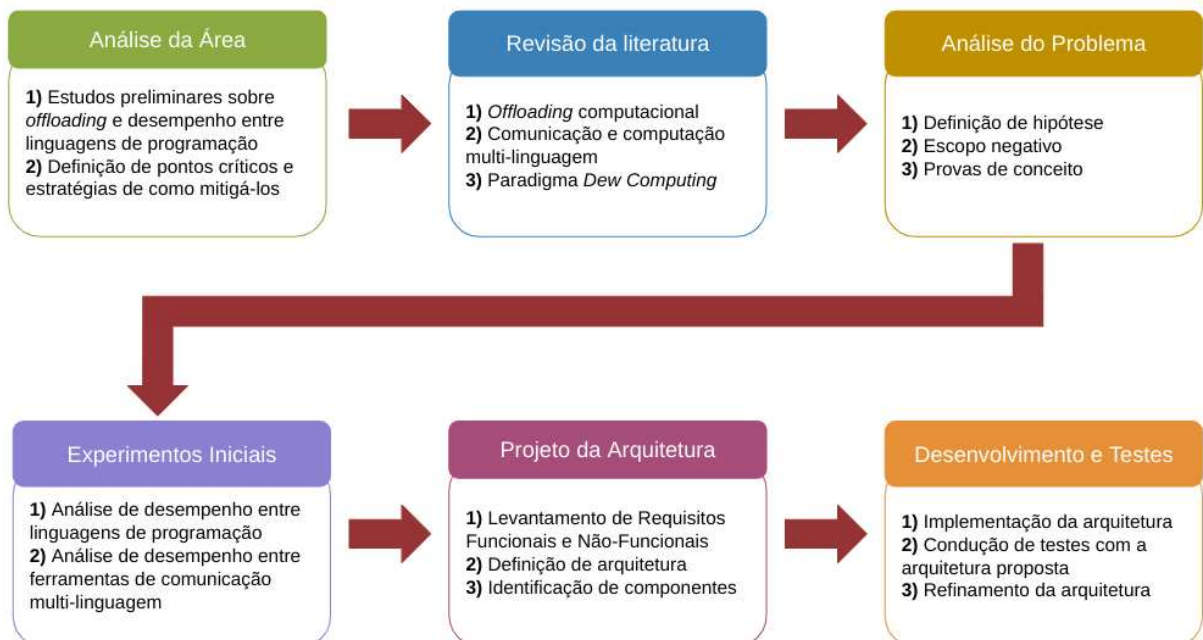 Análise da Área
1) Estudos preliminares sobre
offloading e desempenho entre
linguagens de programação
2) Definição de pontos críticos e
estratégias de como mitigá-los
Revisão da literatura
1) Offloading computacional
2) Comunicação e computação
multi-linguagem
3) Paradigma Dew Computing
Análise do Problema
1) Definição de hipótese
2) Escopo negativo
3) Provas de conceito
Experimentos Iniciais
1) Análise de desempenho entre
linguagens de programação
2) Análise de desempenho entre
ferramentas de comunicação
multi-linguagem
Projeto da Arquitetura
1) Levantamento de Requisitos
Funcionais e Não-Funcionais
2) Definição de arquitetura
3) Identificação de componentes
Desenvolvimento e Testes
1) Implementação da arquitetura
2) Condução de testes com a
arquitetura proposta
3) Refinamento da arquitetura